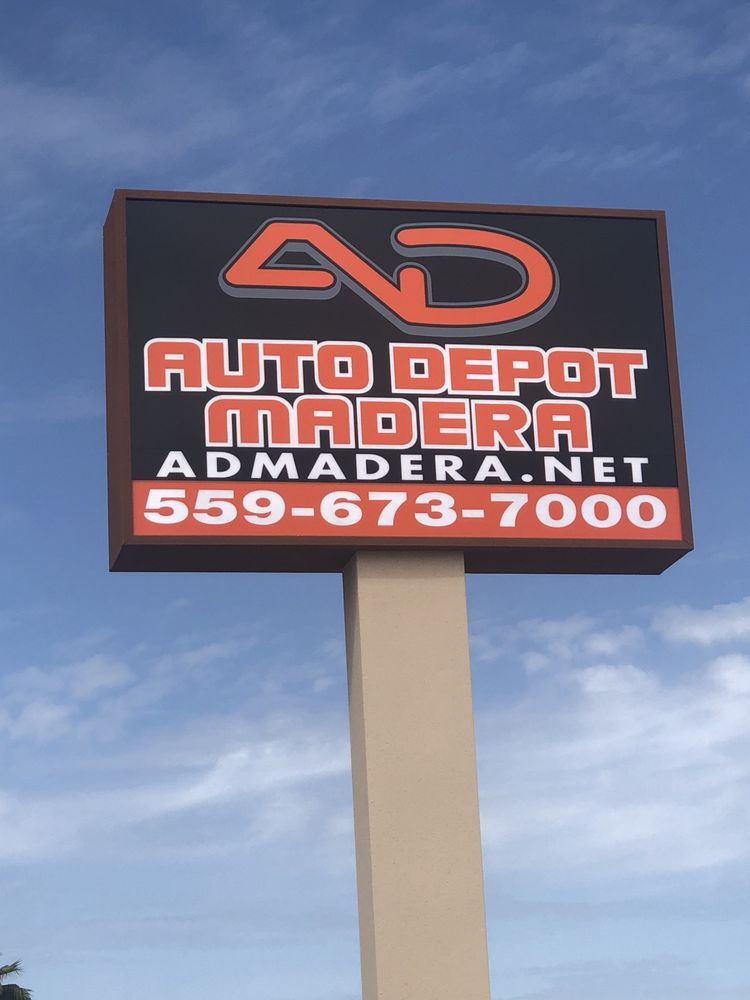 AD
AUTO DEPOT
MADERA
ADMADERA.NET
559-673-7000